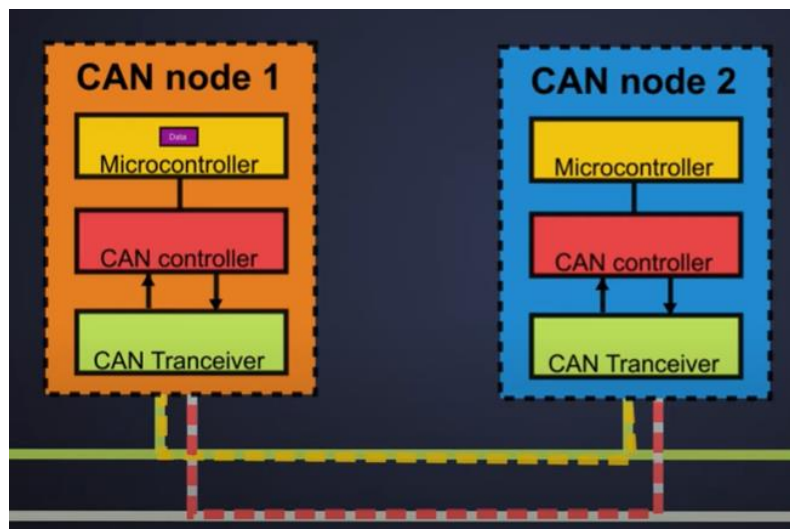 CAN node 1
Data
Microcontroller
CAN controller
CAN Tranceiver
CAN node 2
Microcontroller
CAN controller
CAN Tranceiver